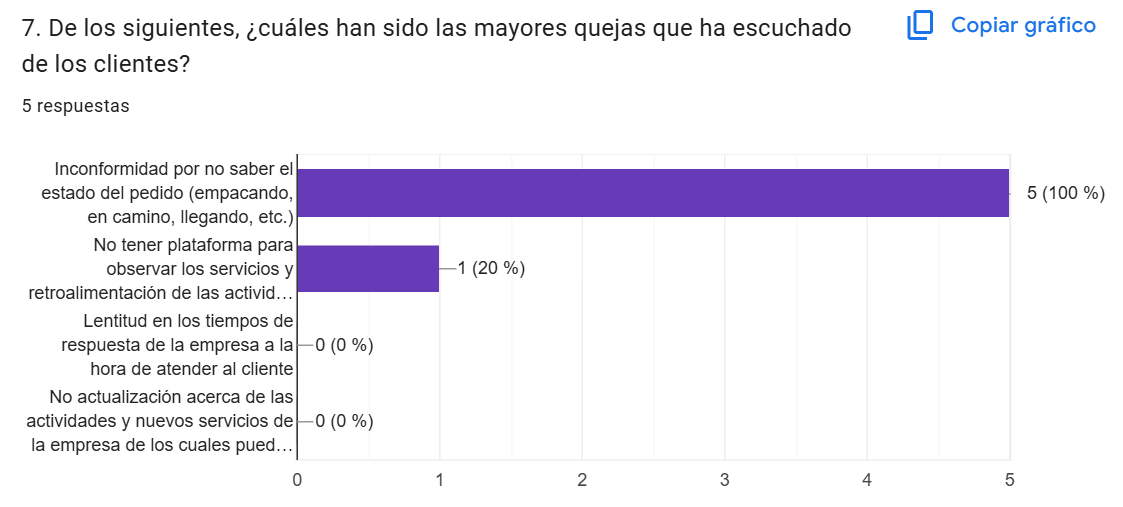 7. De los siguientes, ¿cuáles han sido las mayores quejas que ha escuchado
de los clientes?
Copiar gráfico
5 respuestas
Inconformidad por no saber el
estado del pedido (empacando,
en camino, llegando, etc.)
5 (100 %)
No tener plataforma para
observar los servicios y
retroalimentación de las activid…
1 (20 %)
Lentitud en los tiempos de
respuesta de la empresa a la
hora de atender al cliente
0 (0 %)
No actualización acerca de las
actividades y nuevos servicios de
la empresa de los cuales pued…
0 (0 %)
0 1 2 3 4 5